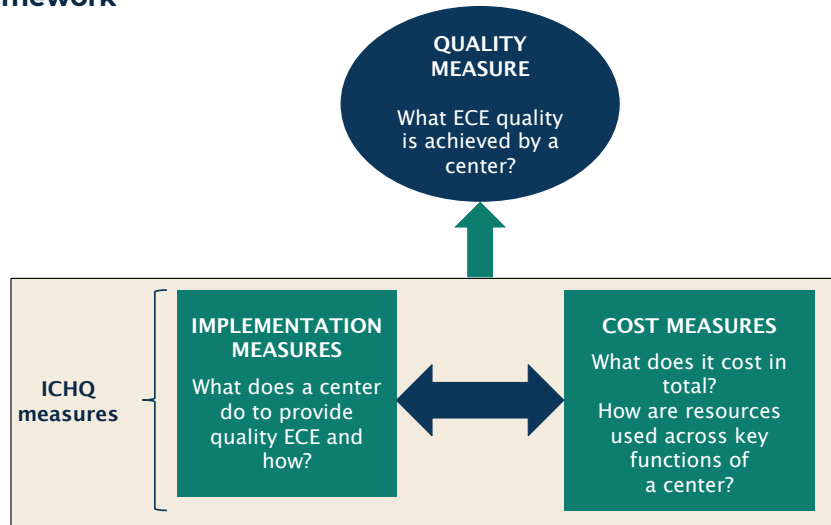 QUALITY
MEASURE
What ECE quality
is achieved by a
center?
ICHQ
measures
IMPLEMENTATION
MEASURES
What does a center
do to provide
quality ECE and
how?
COST MEASURES
What does it cost in
total?
How are resources
used across key
functions of
a center?